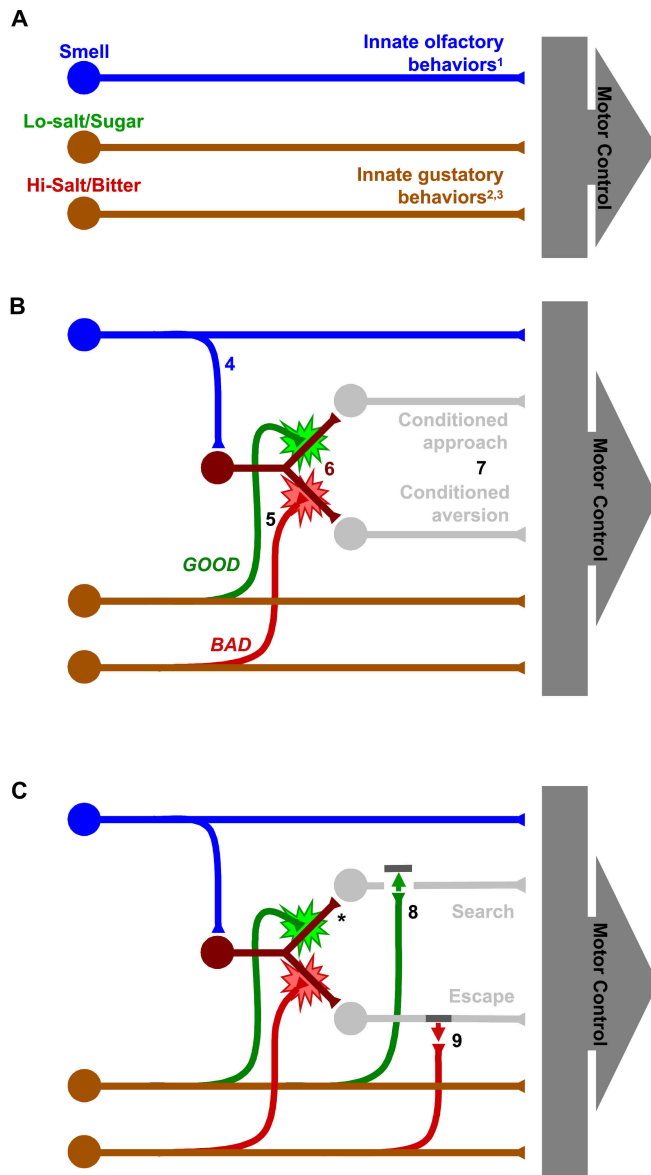 A
Smell
Innate olfactory
behaviors¹
Lo-salt/Sugar
Hi-Salt/Bitter
Innate gustatory
behaviors²,³
Motor Control
B
4
Conditioned
approach
6
7
Conditioned
aversion
5
GOOD
BAD
Motor Control
C
*
8
Search
Escape
9
Motor Control